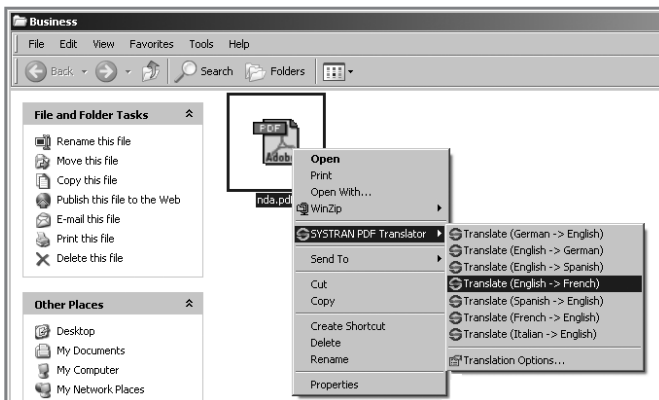 Business
File Edit View Favorites Tools Help
Back Search Folders
File and Folder Tasks
Rename this file
Move this file
Copy this file
Publish this file to the Web
E-mail this file
Print this file
Delete this file
Other Places
Desktop
My Documents
My Computer
My Network Places
PDF
Adobe
nda.pdf
Open
Print
Open With...
WinZip
SYSTRAN PDF Translator
Send To
Cut
Copy
Create Shortcut
Delete
Rename
Properties
Translate (German -> English)
Translate (English -> German)
Translate (English -> Spanish)
Translate (English -> French)
Translate (Spanish -> English)
Translate (French -> English)
Translate (Italian -> English)
Translation Options...